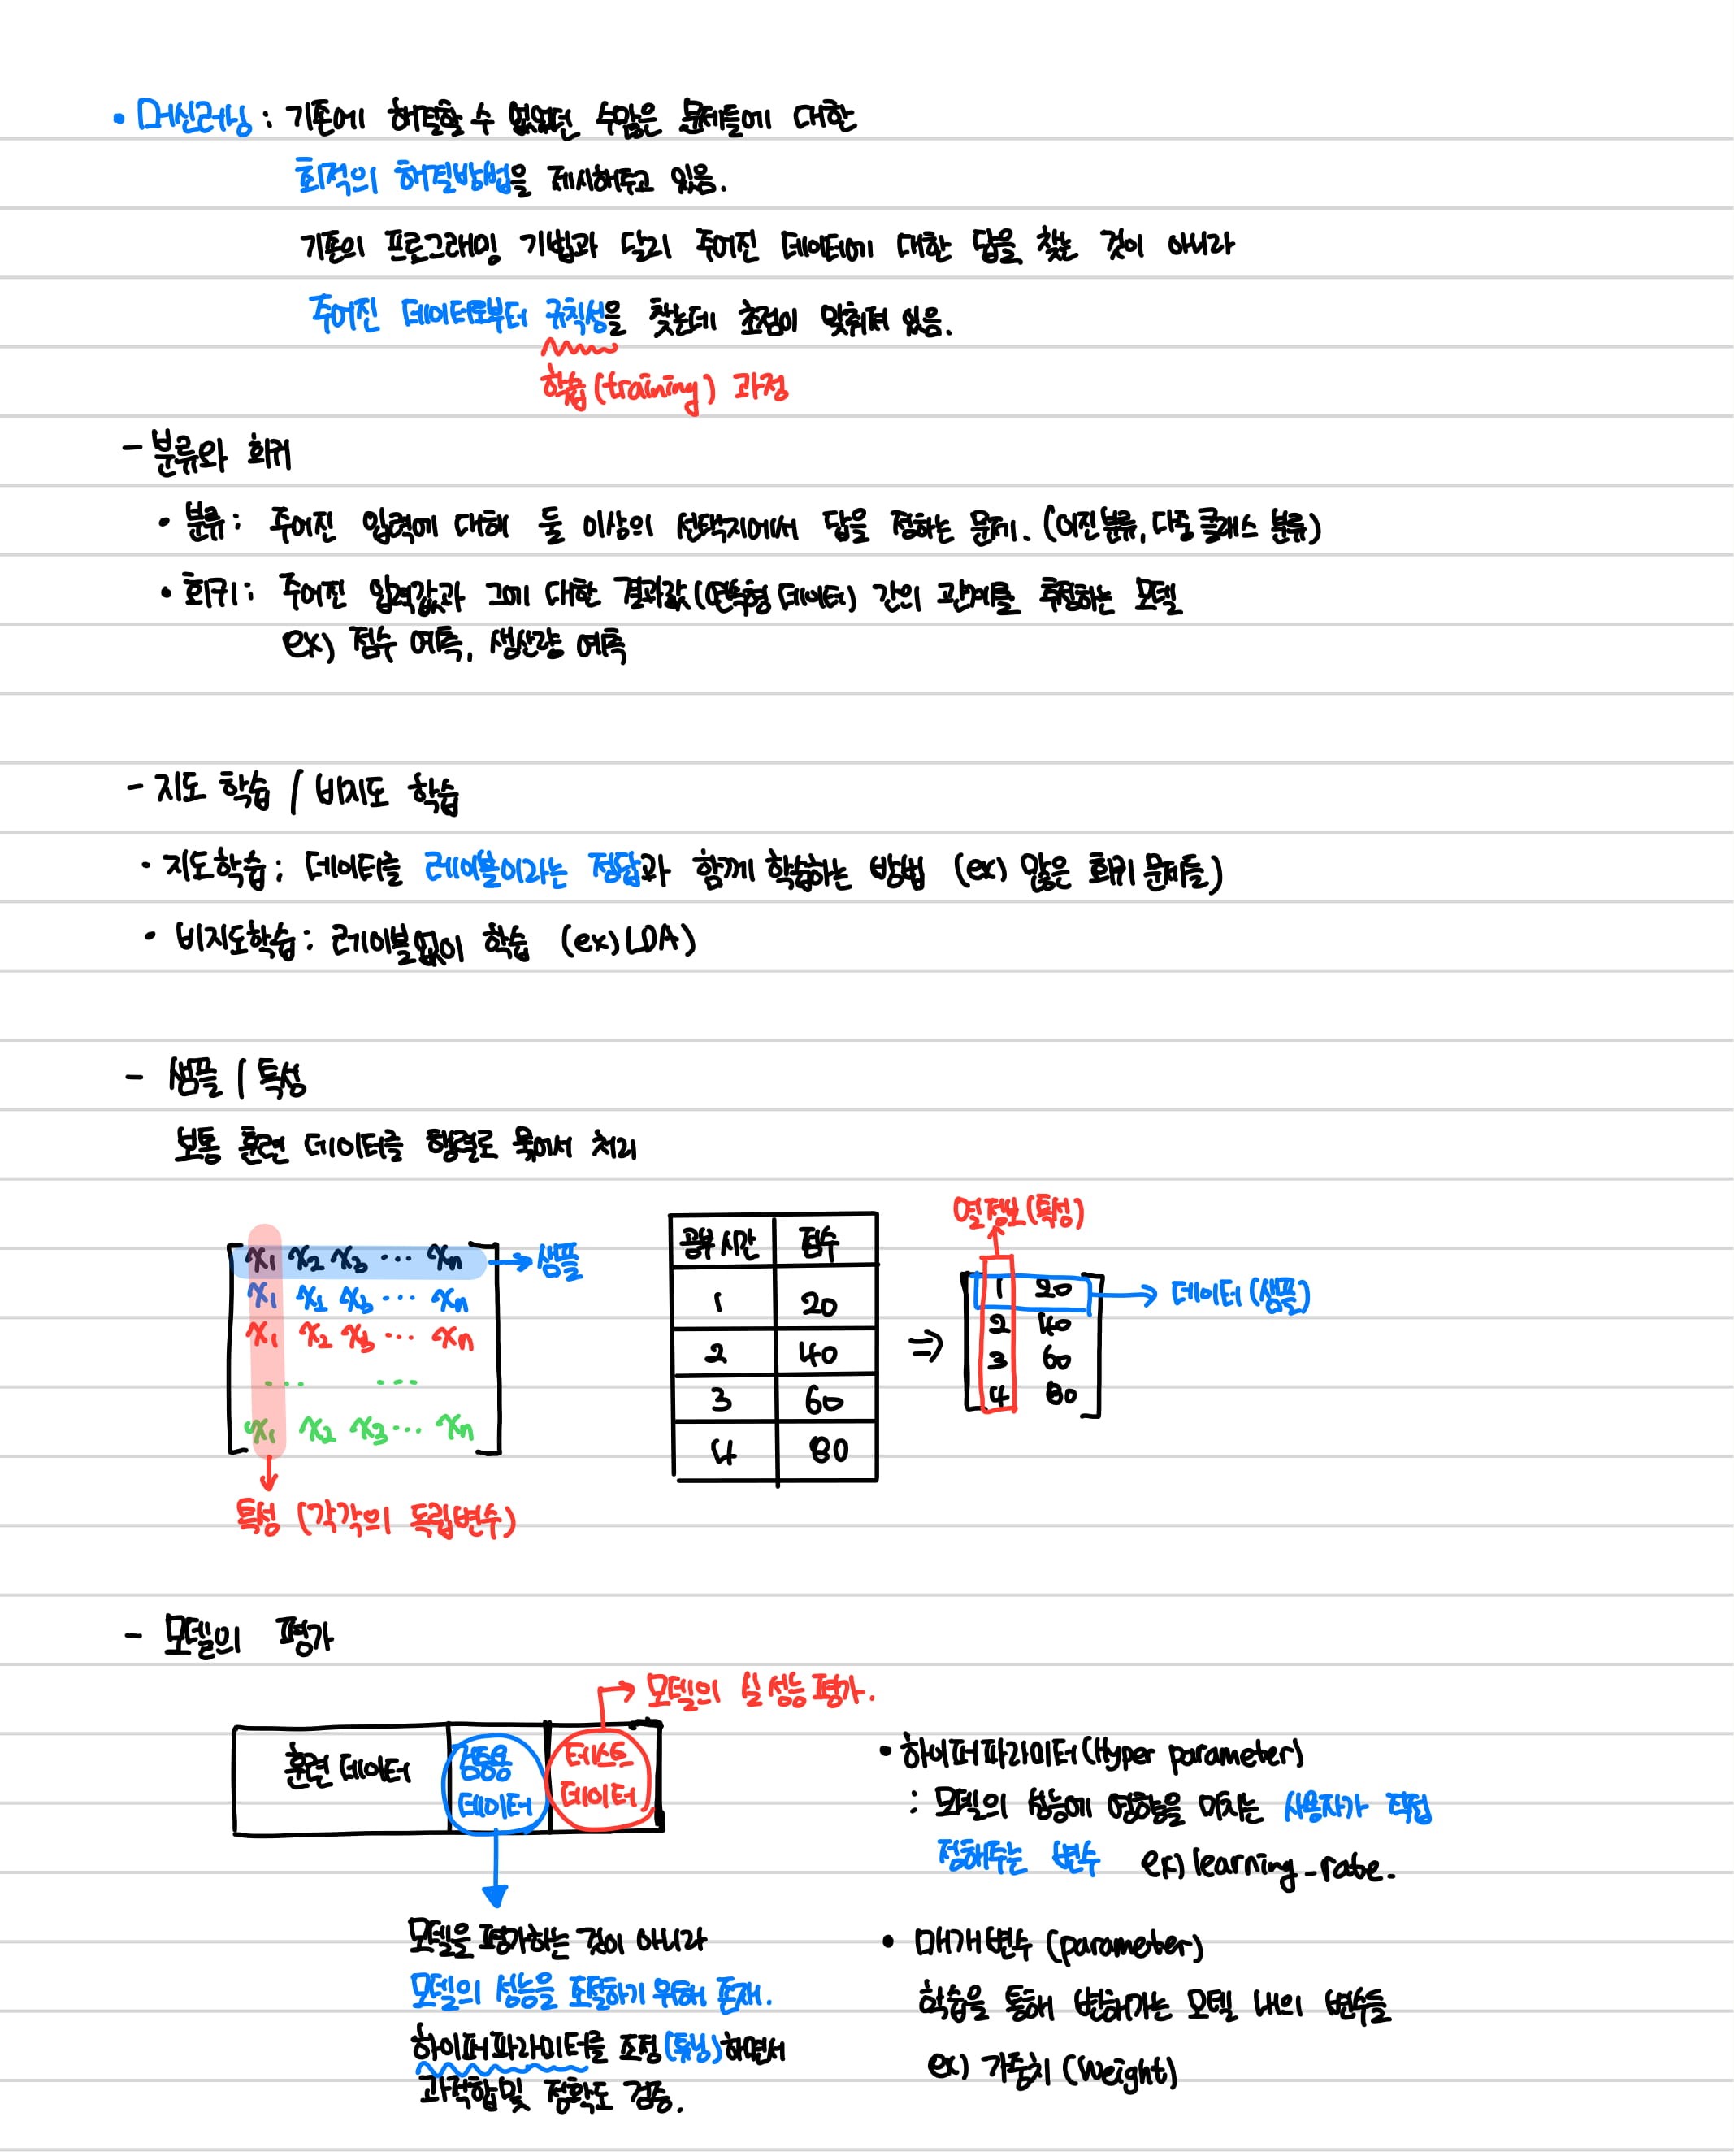 • 머신러닝 : 기존에 해결할 수 없었던 수많은 문제들에 대한
최적의 해결방법을 제시해주고 있음.
기존의 프로그래밍 기법과 달리 주어진 데이터에 대한 답을 찾는 것이 아니라
주어진 데이터로부터 규칙성을 찾는데 초점이 맞춰져 있음.
학습(training) 과정
- 분류와 회귀
• 분류 : 주어진 입력에 대해 둘 이상의 선택지에서 답을 정하는 문제. (이진 분류, 다중 클래스 분류)
• 회귀 : 주어진 입력값과 그에 대한 결과값(연속형 데이터) 간의 관계를 추정하는 모델
ex) 점수 예측, 생산량 예측
- 지도 학습 / 비지도 학습
• 지도학습 : 데이터를 레이블이라는 정답과 함께 학습하는 방법 (ex) 많은 회귀 문제들)
• 비지도학습 : 레이블없이 학습 (ex) LDA)
- 샘플 / 특성
보통 훈련 데이터를 행렬로 묶어서 처리
x1 x2 x3 ... xn → 샘플
x1 x2 x3 ... xn
x1 x2 x3 ... xn
... ...
x1 x2 x3 ... xn
특성 (각각의 독립변수)
공부 시간 점수
1 20
2 40
3 60
4 80
⇒
열 정보(특성)
1 20 → 데이터(샘플)
2 40
3 60
4 80
- 모델의 평가
모델의 실 성능 평가.
훈련 데이터
검증용
데이터
테스트
데이터
모델을 평가하는 것이 아니라
모델의 성능을 조절하기 위해 존재.
하이퍼파라미터를 조정(튜닝)하면서
과적합및 정확도 검증.
• 하이퍼파라미터(Hyper parameter)
: 모델의 성능에 영향을 미치는 사용자가 직접
정해주는 변수 ex) learning_rate.
• 매개변수 (parameter)
학습을 통해 변해가는 모델 내의 변수들
ex) 가중치 (Weight)